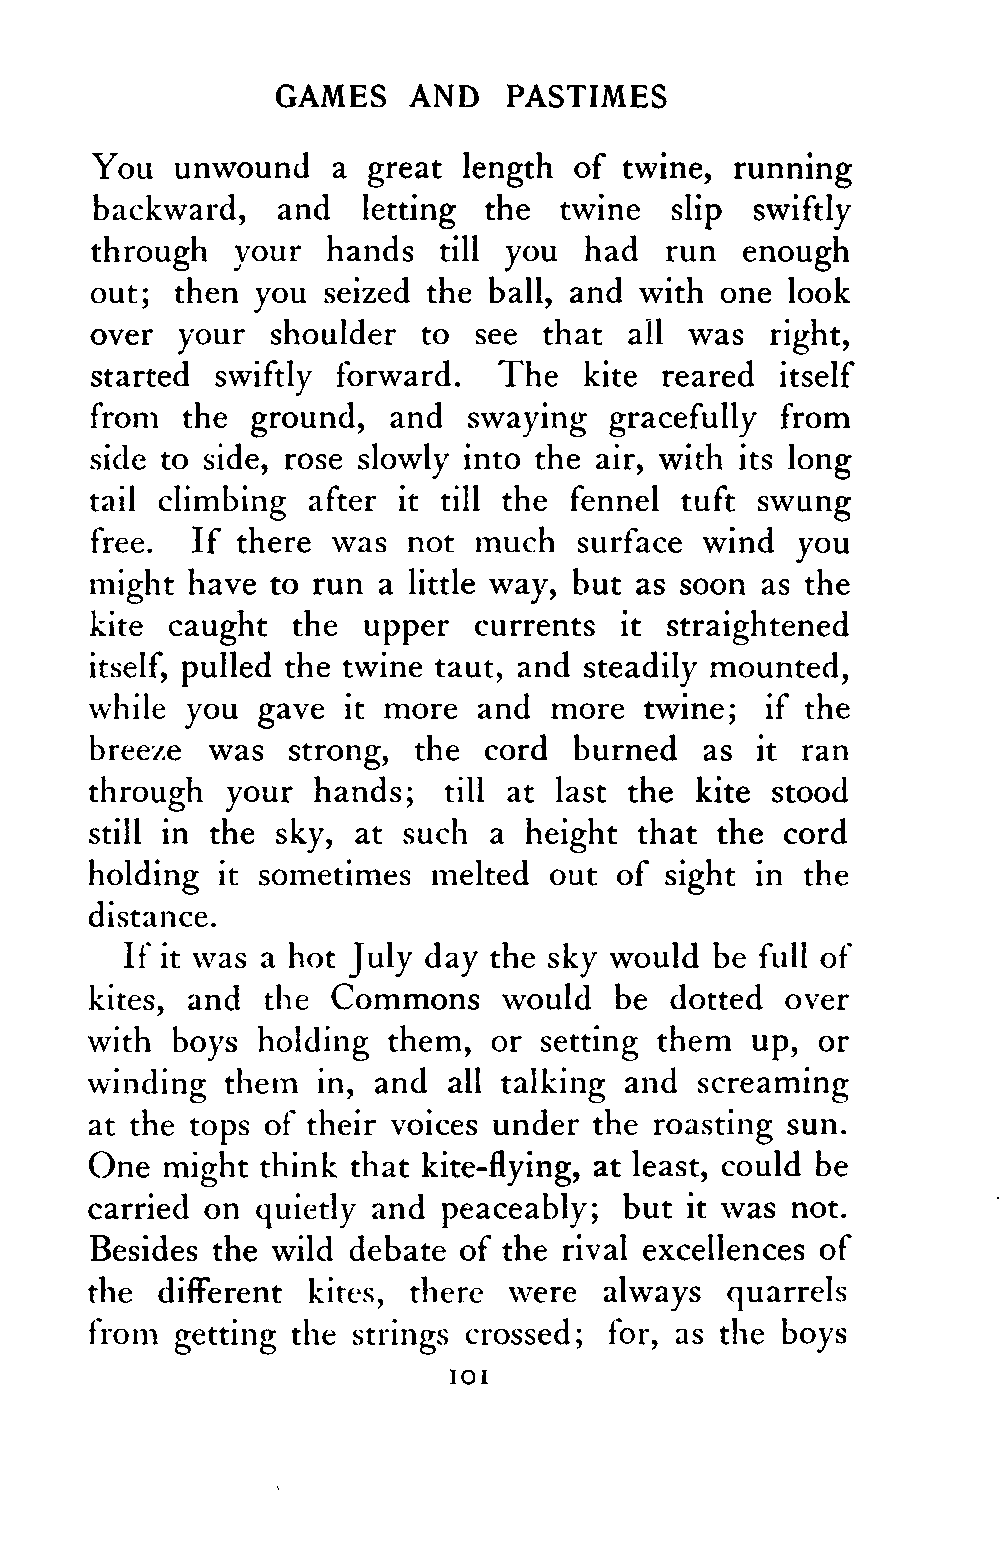 GAMES AND PASTIMES
You unwound a great length of twine, running
backward, and letting the twine slip swiftly
through your hands till you had run enough
out; then you seized the ball, and with one look
over your shoulder to see that all was right,
started swiftly forward. The kite reared itself
from the ground, and swaying gracefully from
side to side, rose slowly into the air, with its long
tail climbing after it till the fennel tuft swung
free. If there was not much surface wind you
might have to run a little way, but as soon as the
kite caught the upper currents it straightened
itself, pulled the twine taut, and steadily mounted,
while you gave it more and more twine; if the
breeze was strong, the cord burned as it ran
through your hands; till at last the kite stood
still in the sky, at such a height that the cord
holding it sometimes melted out of sight in the
distance.
If it was a hot July day the sky would be full of
kites, and the Commons would be dotted over
with boys holding them, or setting them up, or
winding them in, and all talking and screaming
at the tops of their voices under the roasting sun.
One might think that kite-flying, at least, could be
carried on quietly and peaceably; but it was not.
Besides the wild debate of the rival excellences of
the different kites, there were always quarrels
from getting the strings crossed; for, as the boys
101